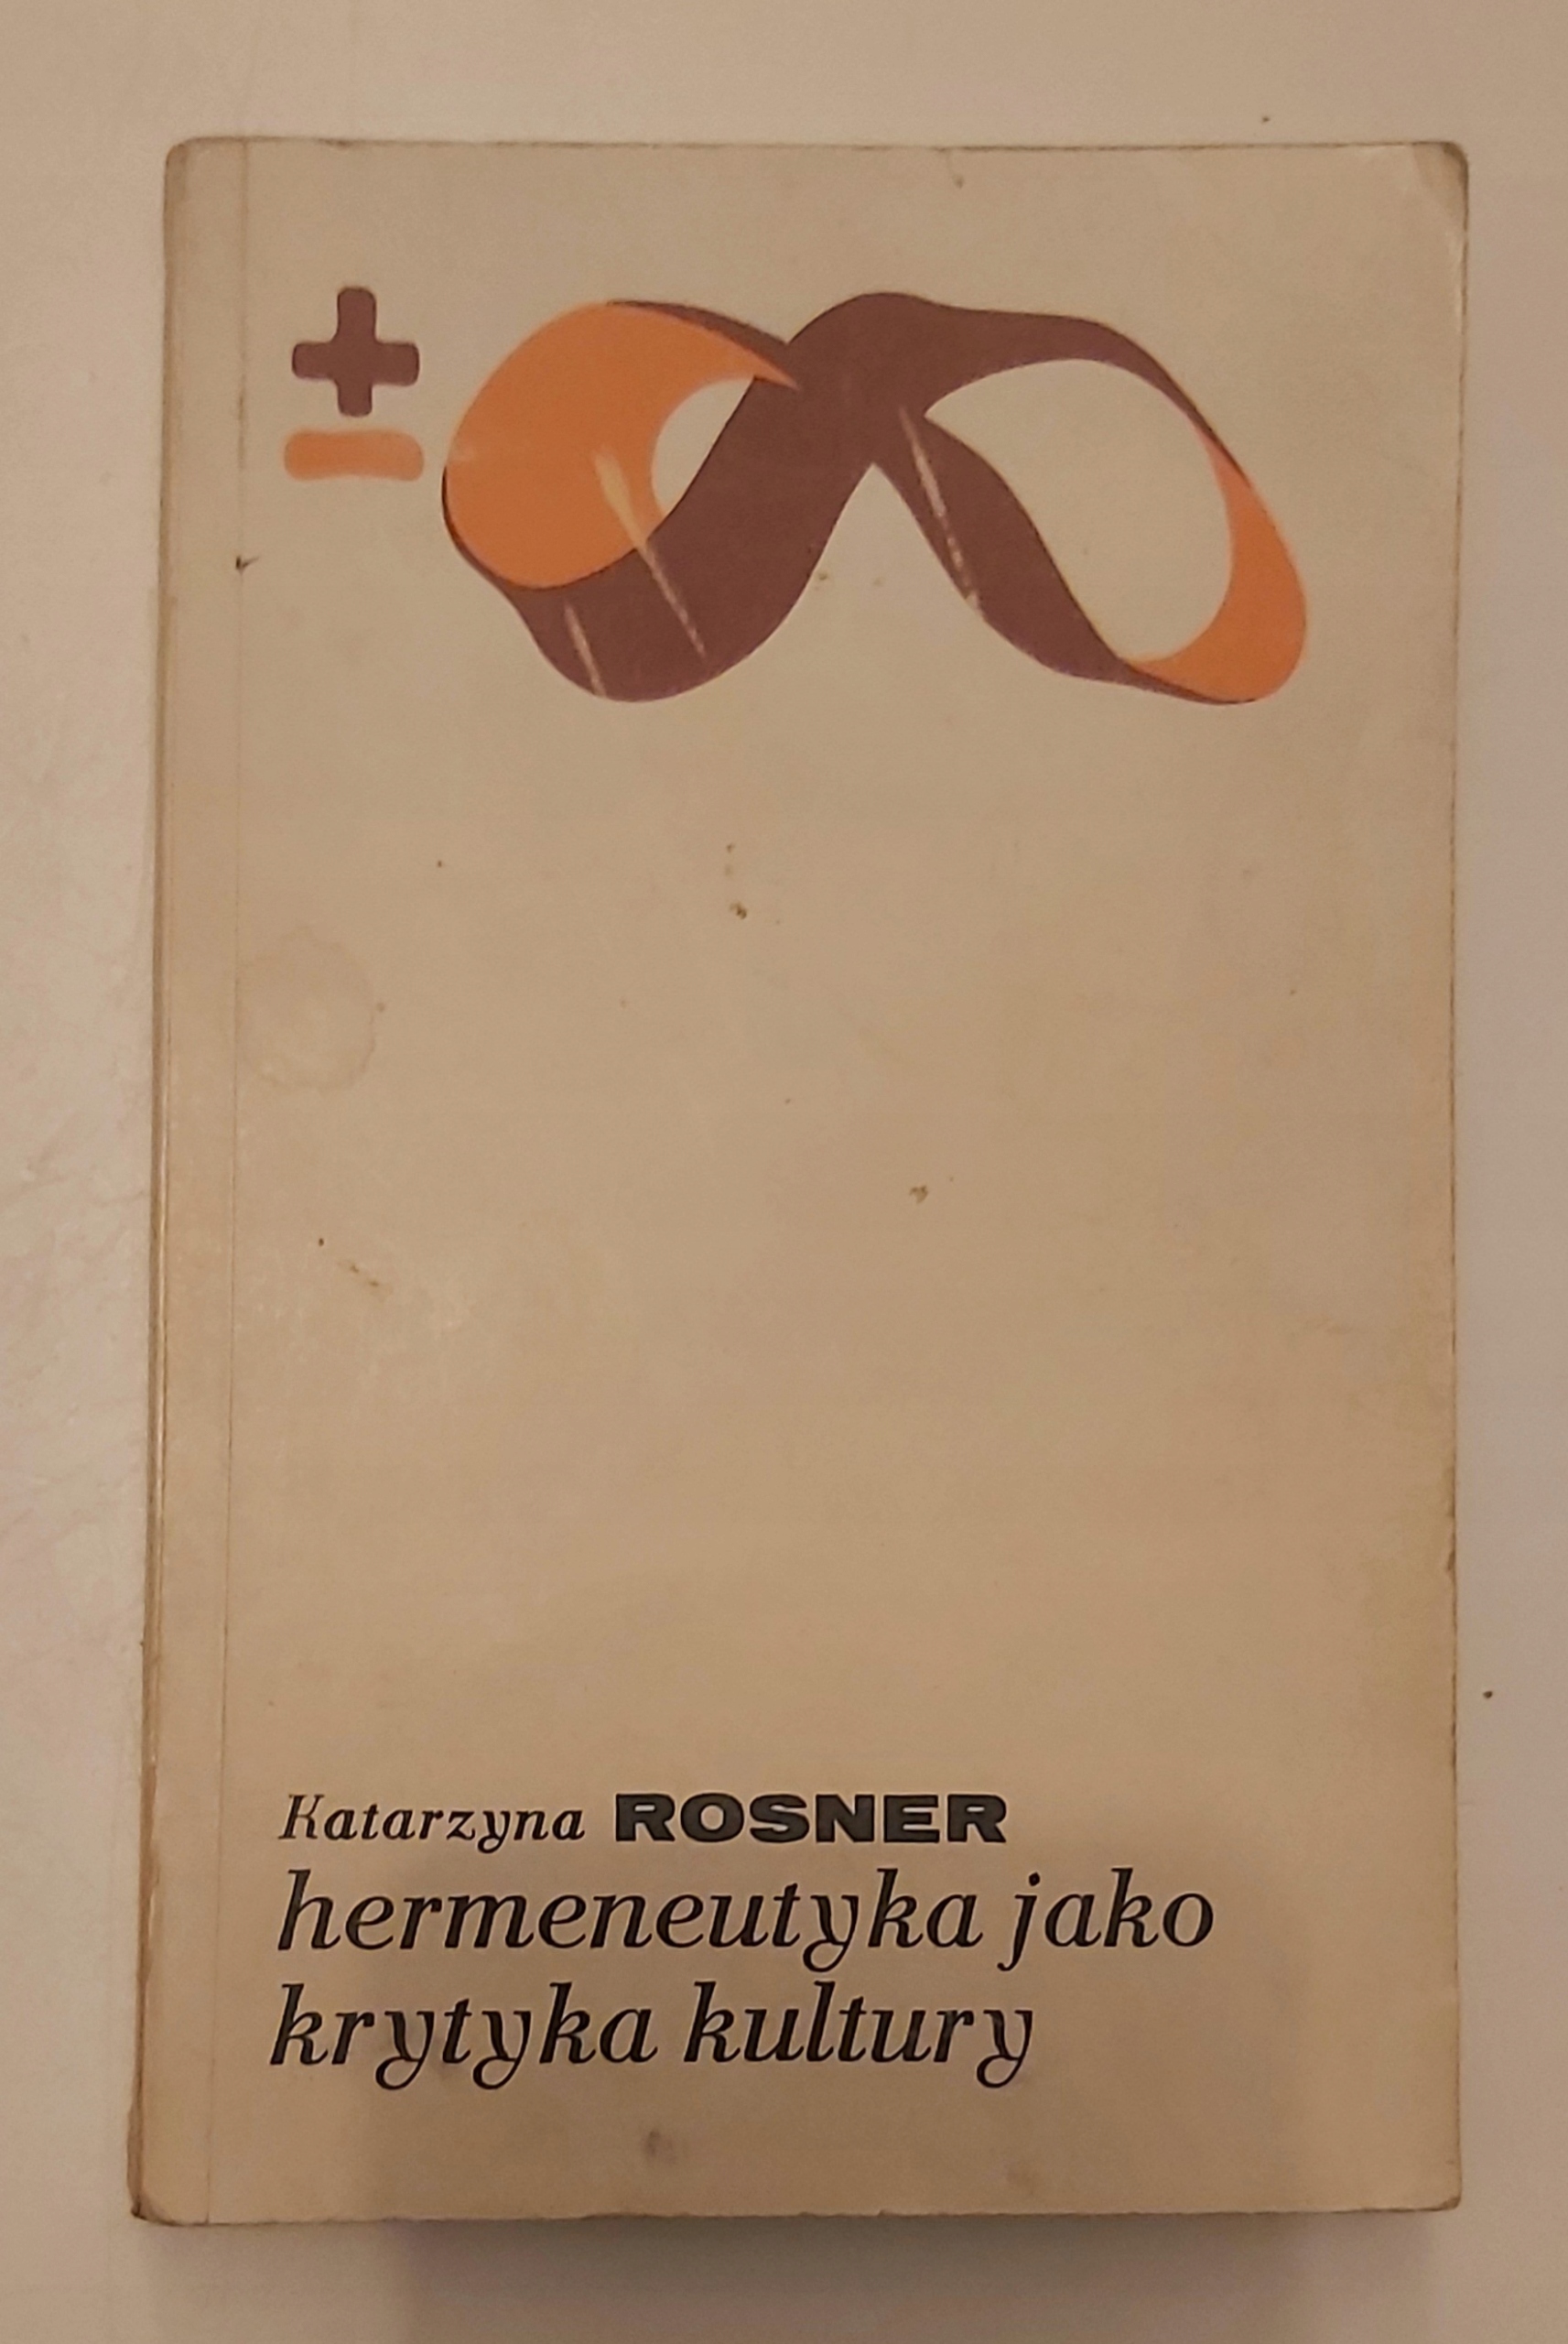 ±
Katarzyna ROSNER
hermeneutyka jako
krytyka kultury